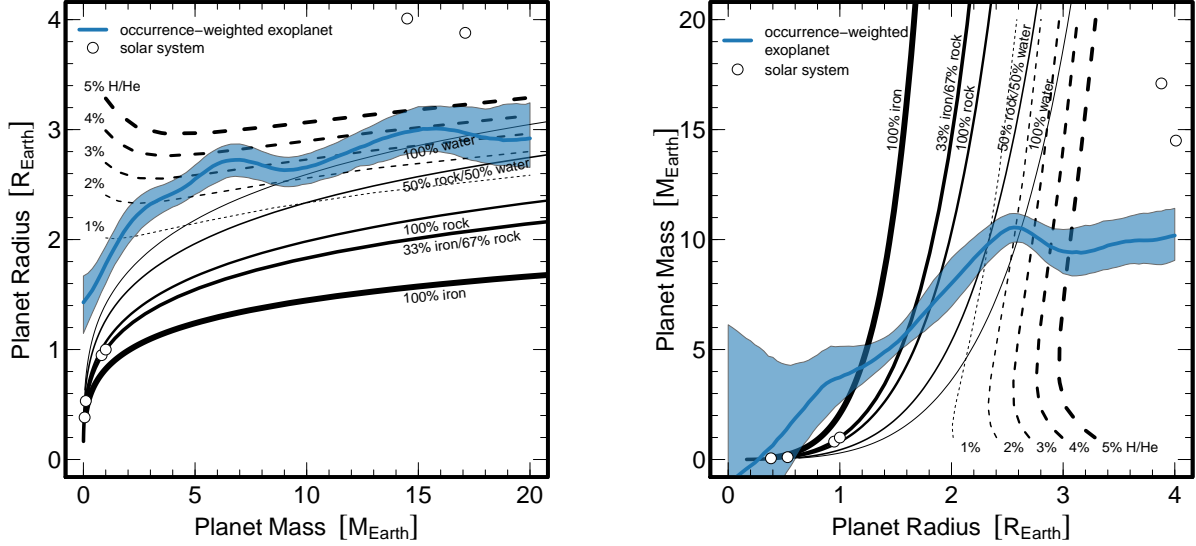 occurrence−weighted exoplanet
solar system
5% H/He
4%
3%
2%
1%
100% water
50% rock/50% water
100% rock
33% iron/67% rock
100% iron
4
3
2
1
0
0 5 10 15 20
Planet Radius [R_Earth]
Planet Mass [M_Earth]
occurrence−weighted
exoplanet
solar system
100% iron
33% iron/67% rock
100% rock
50% rock/50% water
100% water
1% 2% 3% 4% 5% H/He
20
15
10
5
0
0 1 2 3 4
Planet Mass [M_Earth]
Planet Radius [R_Earth]